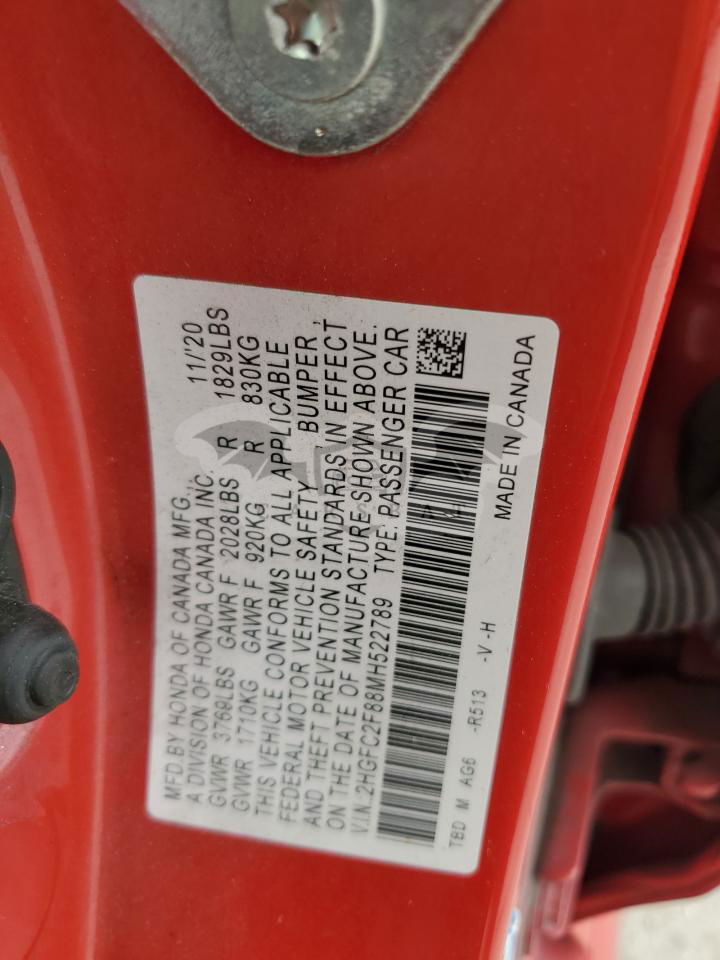 MFD.BY HONDA OF CANADA MFG., 11/'20
A DIVISION OF HONDA CANADA INC.
GVWR 3769LBS GAWR F 2028LBS R 1829LBS
GVWR 1710KG GAWR F 920KG R 830KG
THIS VEHICLE CONFORMS TO ALL APPLICABLE
FEDERAL MOTOR VEHICLE SAFETY, BUMPER,
AND THEFT PREVENTION STANDARDS IN EFFECT
ON THE DATE OF MANUFACTURE SHOWN ABOVE.
V.I.N.:2HGFC2F88MH522789 TYPE: PASSENGER CAR
TBD M AG6 -R513 -V-H MADE IN CANADA